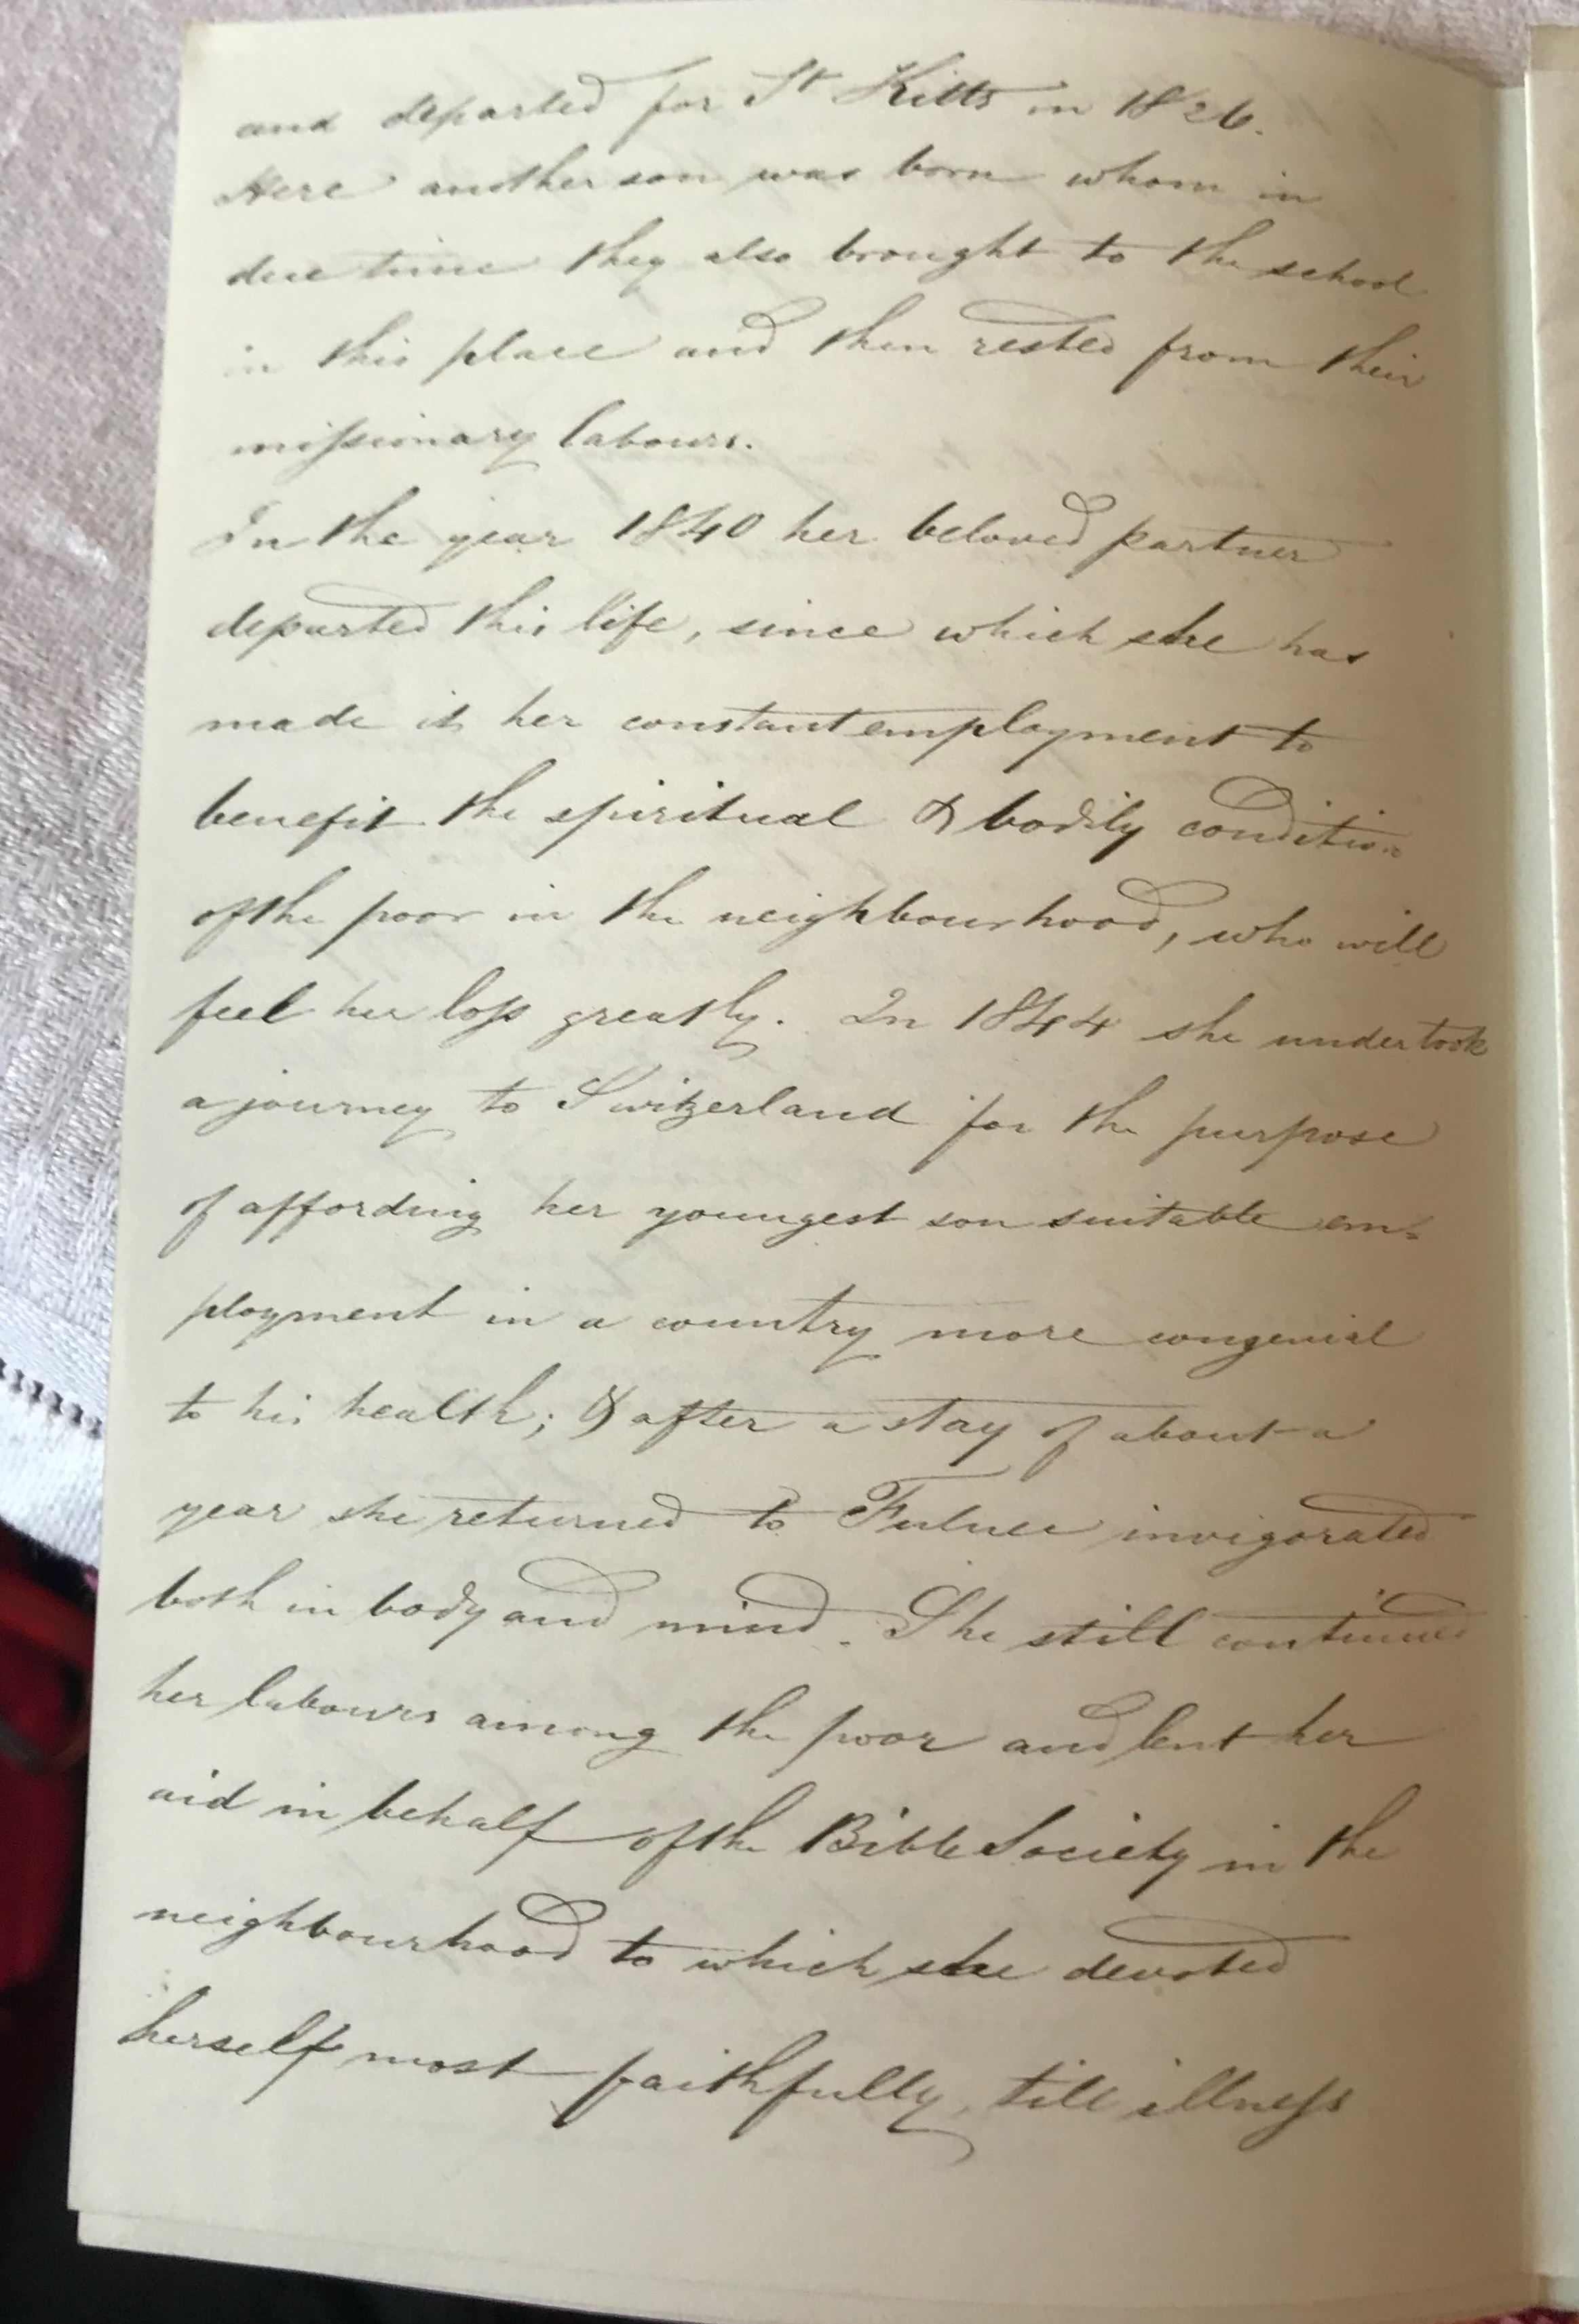 and departed for St Kitts in 1826.
Here another son was born whom in
due time they also brought to the school
in this place and then rested from their
missionary labours.
In the year 1840 her beloved partner
departed this life, since which she has
made it her constant employment to
benefit the spiritual & bodily condition
of the poor in the neighbourhood, who will
feel her loss greatly. In 1844 she undertook
a journey to Switzerland for the purpose
of affording her youngest son suitable em=
ployment in a country more congenial
to his health; & after a stay of about a
year she returned to Fulnec invigorated
both in body and mind. She still continued
her labours among the poor and lent her
aid in behalf of the Bible Society in the
neighbourhood to which she devoted
herself most faithfully, till illness